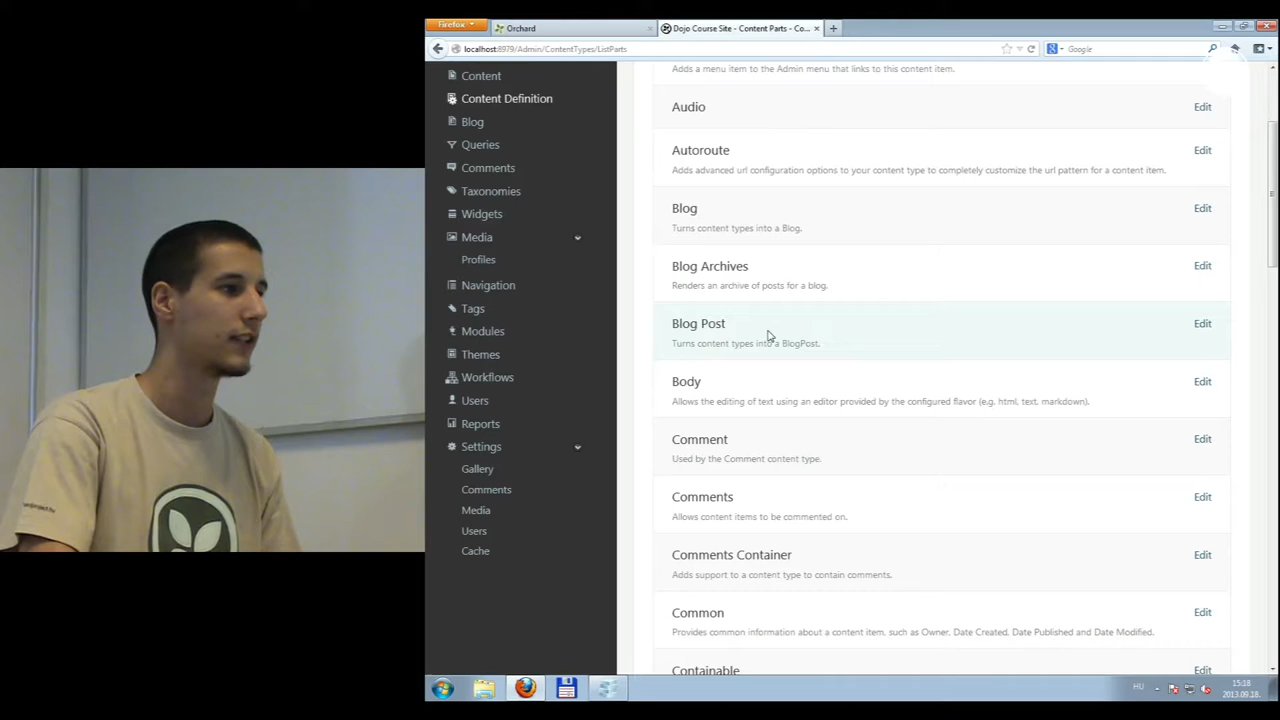 Firefox
Orchard
Dojo Course Site - Content Parts - Co...
localhost:8979/Admin/ContentTypes/ListParts
Google
Content
Content Definition
Blog
Queries
Comments
Taxonomies
Widgets
Media
Profiles
Navigation
Tags
Modules
Themes
Workflows
Users
Reports
Settings
Gallery
Comments
Media
Users
Cache
Adds a menu item to the Admin menu that links to this content item.
Audio Edit
Autoroute Edit
Adds advanced url configuration options to your content type to completely customize the url pattern for a content item.
Blog Edit
Turns content types into a Blog.
Blog Archives Edit
Renders an archive of posts for a blog.
Blog Post Edit
Turns content types into a BlogPost.
Body Edit
Allows the editing of text using an editor provided by the configured flavor (e.g. html, text, markdown).
Comment Edit
Used by the Comment content type.
Comments Edit
Allows content items to be commented on.
Comments Container Edit
Adds support to a content type to contain comments.
Common Edit
Provides common information about a content item, such as Owner, Date Created, Date Published and Date Modified.
Containable Edit
HU
15:18
2013.09.18.